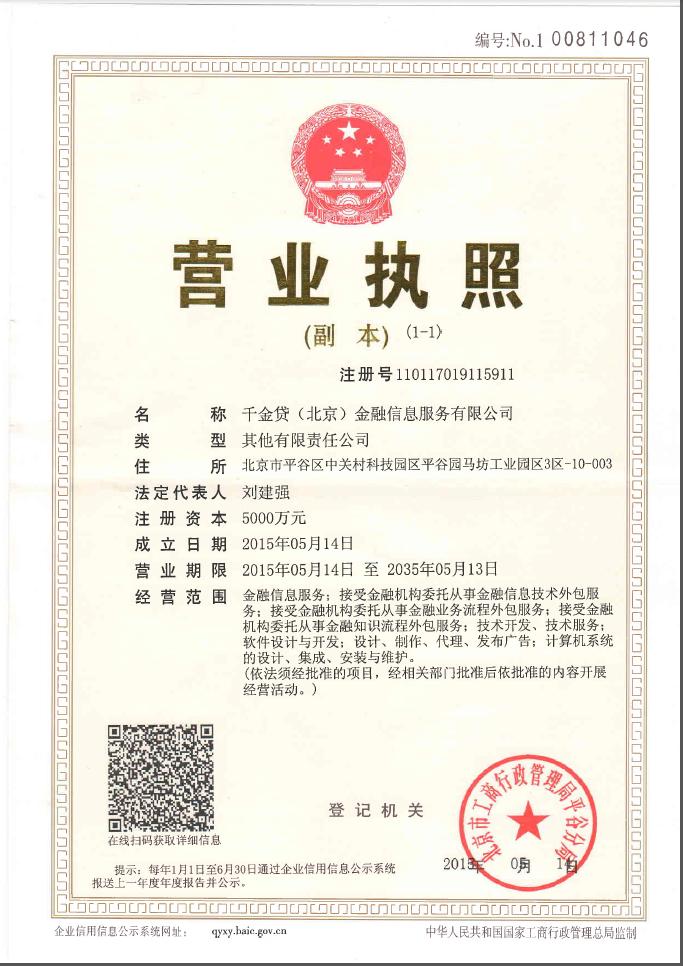 编号:No.1 00811046
营业执照
(副 本) (1-1)
注册号110117019115911
名称 千金贷（北京）金融信息服务有限公司
类型 其他有限责任公司
住所 北京市平谷区中关村科技园区平谷园马坊工业园区3区-10-003
法定代表人 刘建强
注册资本 5000万元
成立日期 2015年05月14日
营业期限 2015年05月14日 至 2035年05月13日
经营范围 金融信息服务；接受金融机构委托从事金融信息技术外包服
务；接受金融机构委托从事金融业务流程外包服务；接受金融
机构委托从事金融知识流程外包服务；技术开发、技术服务；
软件设计与开发；设计、制作、代理、发布广告；计算机系统
的设计、集成、安装与维护。
(依法须经批准的项目，经相关部门批准后依批准的内容开展
经营活动。)
在线扫码获取详细信息
登记机关
北京市工商行政管理局平谷分局
2015年 05月 14日
提示：每年1月1日至6月30日通过企业信用信息公示系统
报送上一年度年度报告并公示。
企业信用信息公示系统网址： qyxy.baic.gov.cn
中华人民共和国国家工商行政管理总局监制